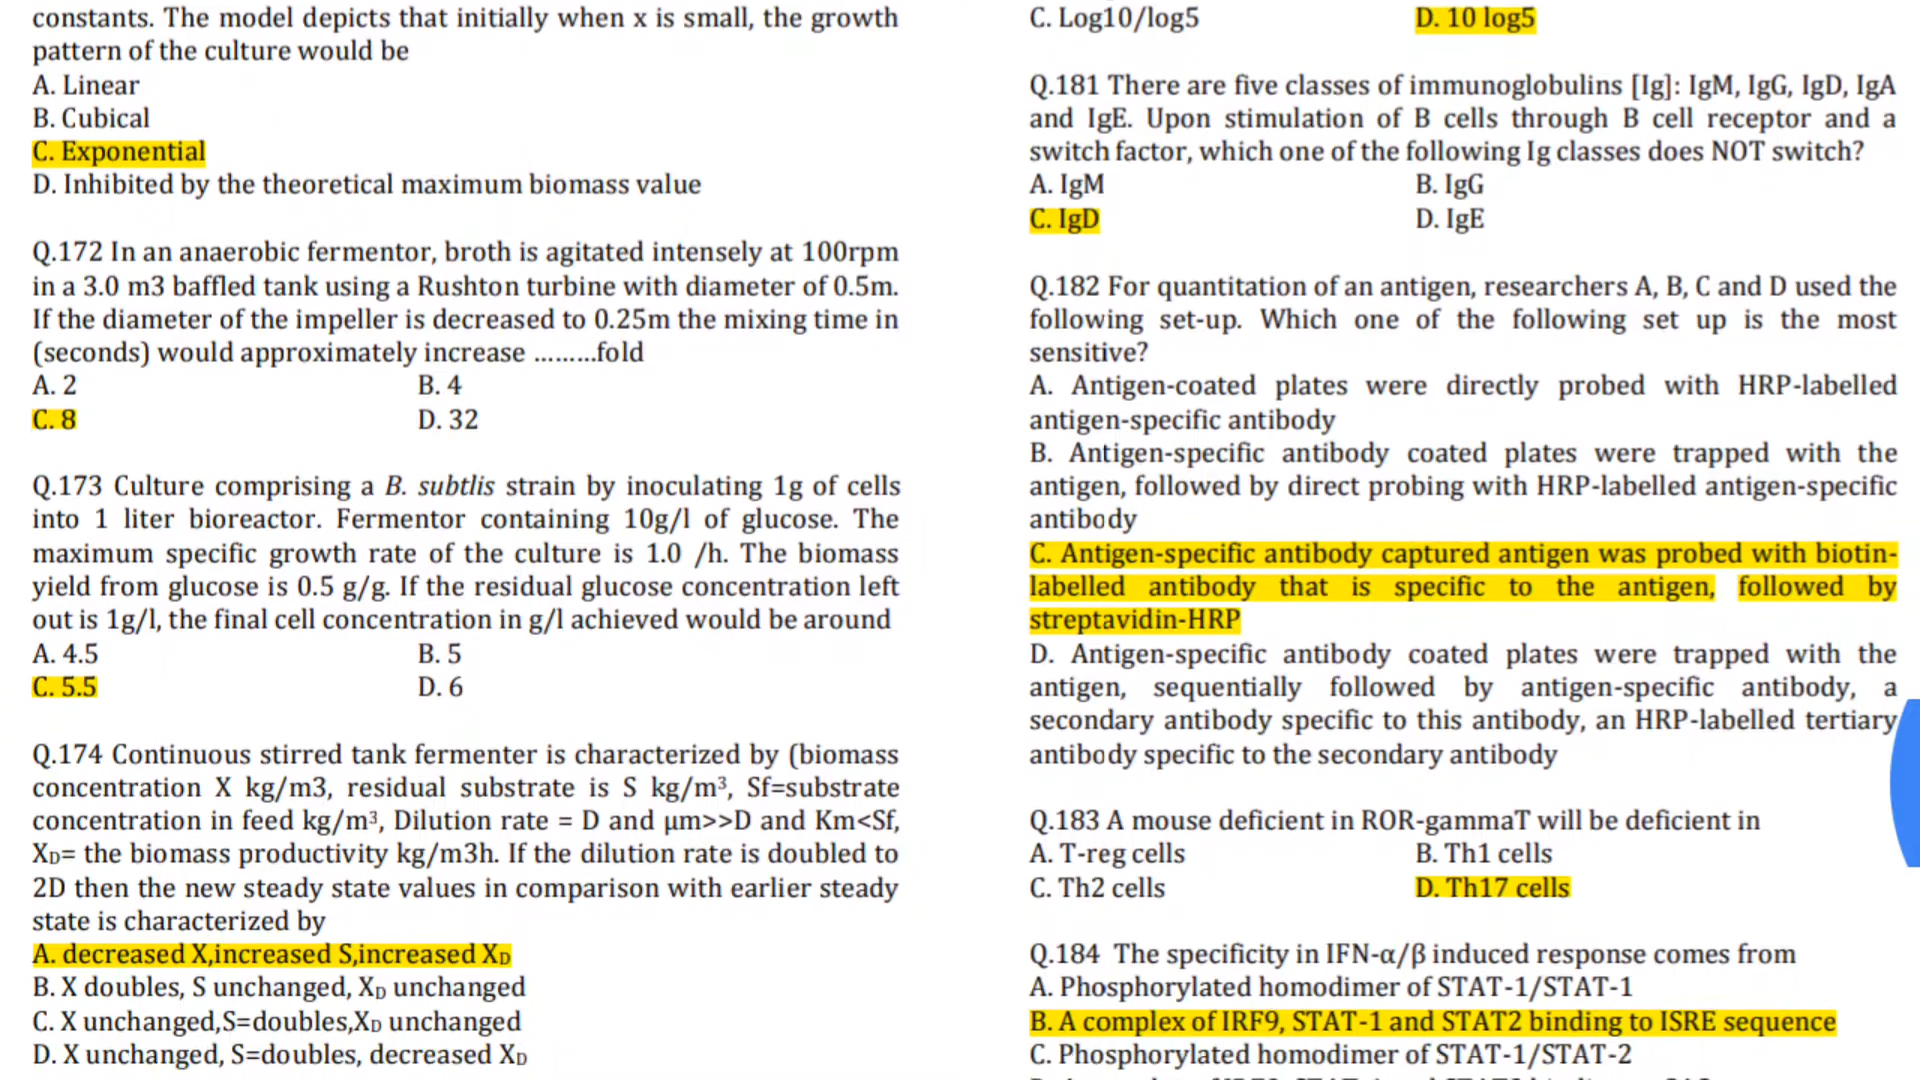 constants. The model depicts that initially when x is small, the growth
pattern of the culture would be
A. Linear
B. Cubical
C. Exponential
D. Inhibited by the theoretical maximum biomass value
Q.172 In an anaerobic fermentor, broth is agitated intensely at 100rpm
in a 3.0 m3 baffled tank using a Rushton turbine with diameter of 0.5m.
If the diameter of the impeller is decreased to 0.25m the mixing time in
(seconds) would approximately increase .........fold
A. 2 B. 4
C. 8 D. 32
Q.173 Culture comprising a B. subtlis strain by inoculating 1g of cells
into 1 liter bioreactor. Fermentor containing 10g/l of glucose. The
maximum specific growth rate of the culture is 1.0 /h. The biomass
yield from glucose is 0.5 g/g. If the residual glucose concentration left
out is 1g/l, the final cell concentration in g/l achieved would be around
A. 4.5 B. 5
C. 5.5 D. 6
Q.174 Continuous stirred tank fermenter is characterized by (biomass
concentration X kg/m3, residual substrate is S kg/m³, Sf=substrate
concentration in feed kg/m³, Dilution rate = D and µm>>D and Km<Sf,
XD= the biomass productivity kg/m3h. If the dilution rate is doubled to
2D then the new steady state values in comparison with earlier steady
state is characterized by
A. decreased X,increased S,increased XD
B. X doubles, S unchanged, XD unchanged
C. X unchanged,S=doubles,XD unchanged
D. X unchanged, S=doubles, decreased XD
C. Log10/log5 D. 10 log5
Q.181 There are five classes of immunoglobulins [Ig]: IgM, IgG, IgD, IgA
and IgE. Upon stimulation of B cells through B cell receptor and a
switch factor, which one of the following Ig classes does NOT switch?
A. IgM B. IgG
C. IgD D. IgE
Q.182 For quantitation of an antigen, researchers A, B, C and D used the
following set-up. Which one of the following set up is the most
sensitive?
A. Antigen-coated plates were directly probed with HRP-labelled
antigen-specific antibody
B. Antigen-specific antibody coated plates were trapped with the
antigen, followed by direct probing with HRP-labelled antigen-specific
antibody
C. Antigen-specific antibody captured antigen was probed with biotin-
labelled antibody that is specific to the antigen, followed by
streptavidin-HRP
D. Antigen-specific antibody coated plates were trapped with the
antigen, sequentially followed by antigen-specific antibody, a
secondary antibody specific to this antibody, an HRP-labelled tertiary
antibody specific to the secondary antibody
Q.183 A mouse deficient in ROR-gammaT will be deficient in
A. T-reg cells B. Th1 cells
C. Th2 cells D. Th17 cells
Q.184 The specificity in IFN-α/β induced response comes from
A. Phosphorylated homodimer of STAT-1/STAT-1
B. A complex of IRF9, STAT-1 and STAT2 binding to ISRE sequence
C. Phosphorylated homodimer of STAT-1/STAT-2